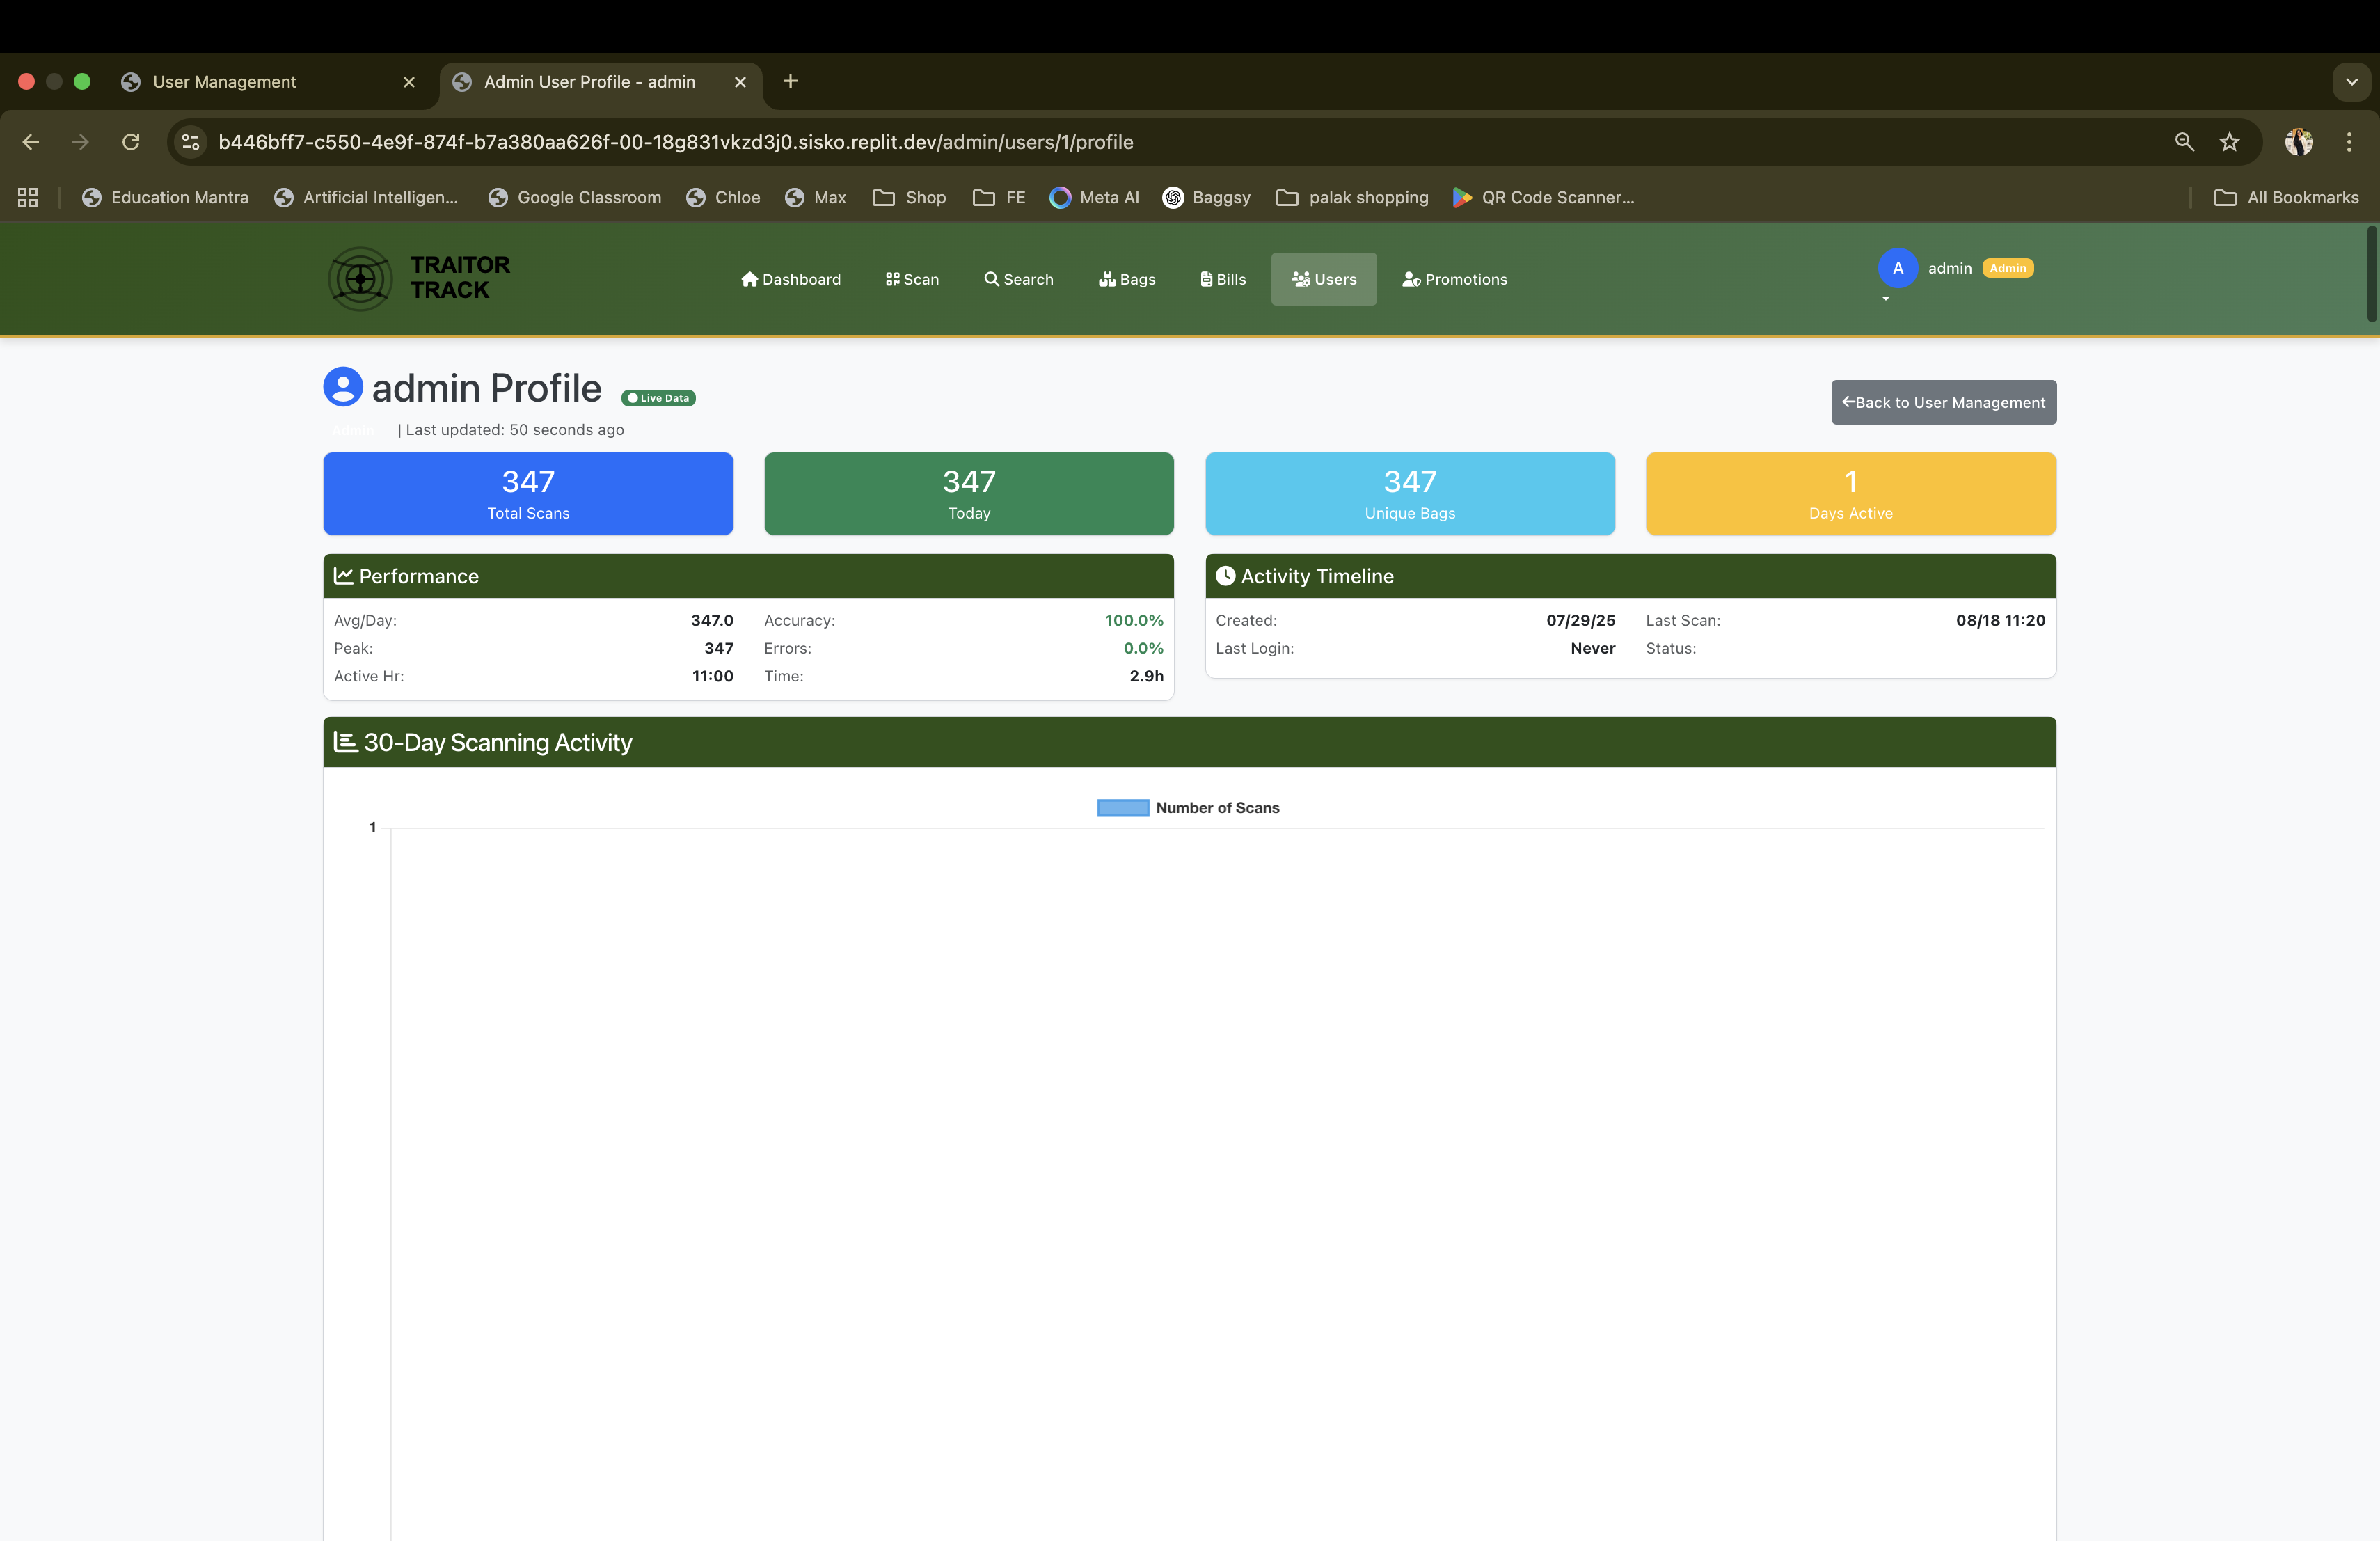 User Management
Admin User Profile - admin
b446bff7-c550-4e9f-874f-b7a380aa626f-00-18g831vkzd3j0.sisko.replit.dev/admin/users/1/profile
Education Mantra
Artificial Intelligen...
Google Classroom
Chloe
Max
Shop
FE
Meta AI
Baggsy
palak shopping
QR Code Scanner...
All Bookmarks
TRAITOR
TRACK
Dashboard
Scan
Search
Bags
Bills
Users
Promotions
A
admin
Admin
admin Profile
Live Data
Back to User Management
Admin
| Last updated: 50 seconds ago
347
Total Scans
347
Today
347
Unique Bags
1
Days Active
Performance
Avg/Day: 347.0
Accuracy: 100.0%
Peak: 347
Errors: 0.0%
Active Hr: 11:00
Time: 2.9h
Activity Timeline
Created: 07/29/25
Last Scan: 08/18 11:20
Last Login: Never
Status:
30-Day Scanning Activity
Number of Scans
1